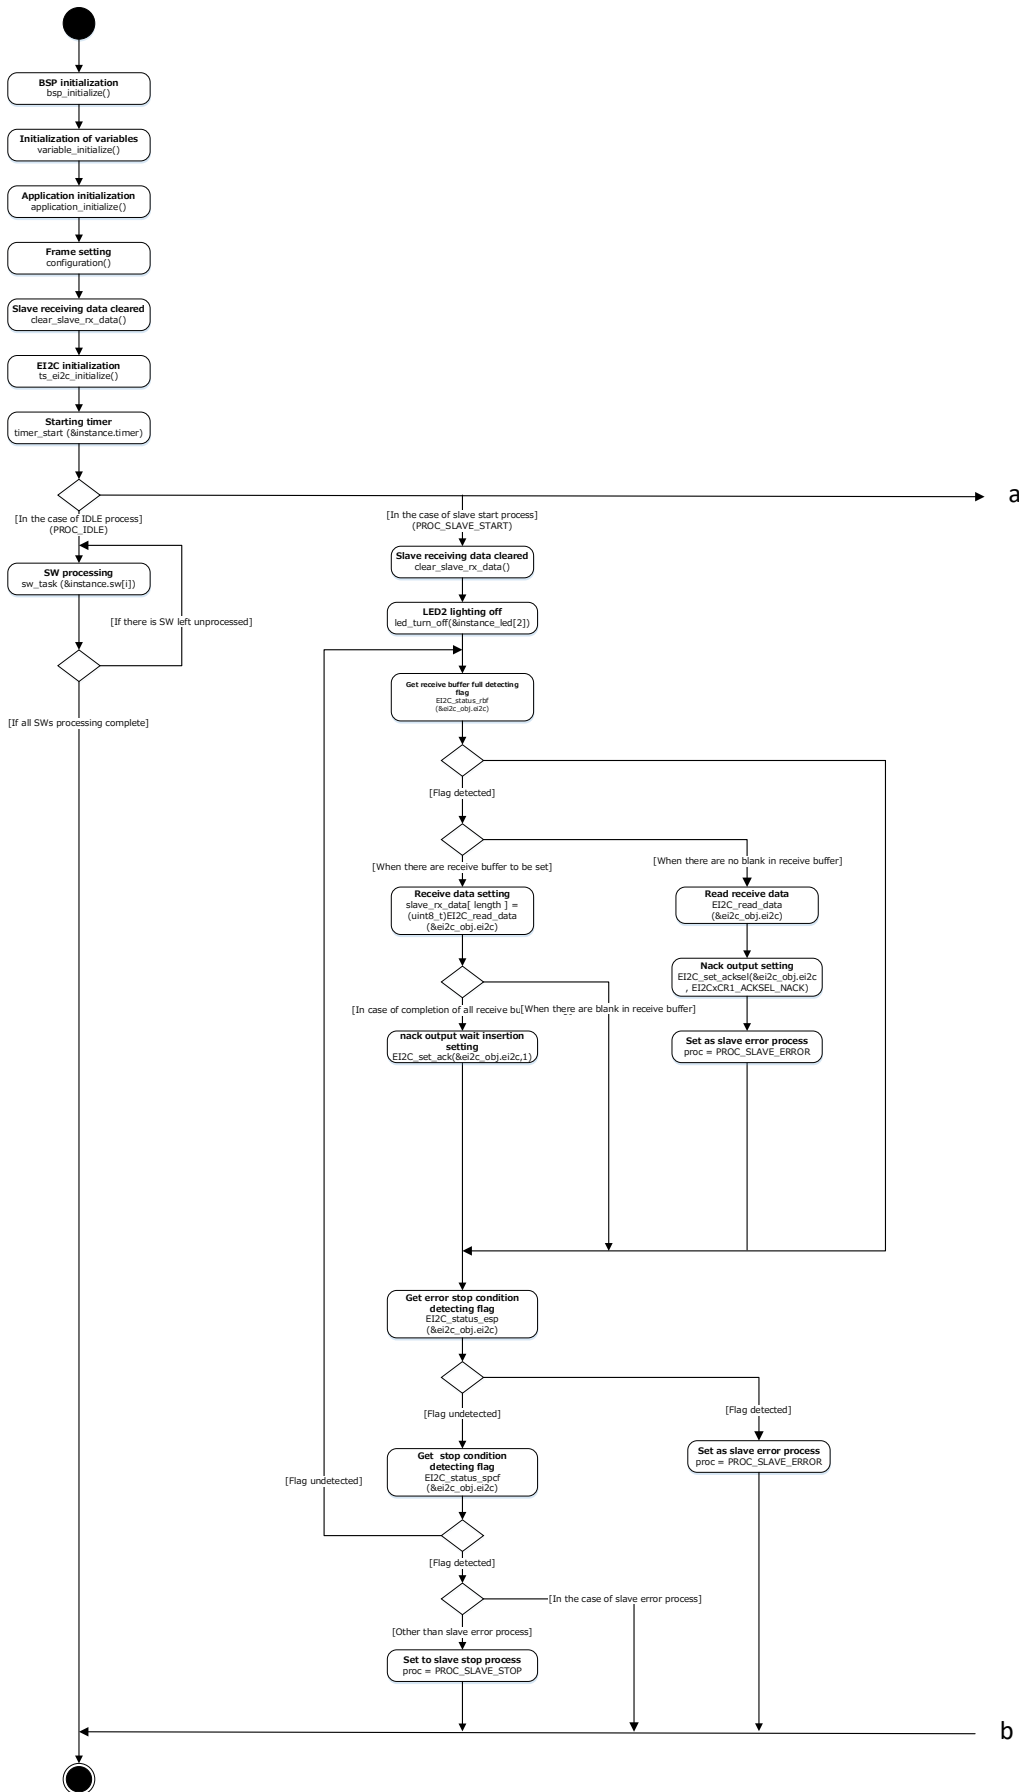 BSP initialization
bsp_initialize()
Initialization of variables
variable_initialize()
Application initialization
application_initialize()
Frame setting
configuration()
Slave receiving data cleared
clear_slave_rx_data()
EI2C initialization
ts_ei2c_initialize()
Starting timer
timer_start (&instance.timer)
a
[In the case of IDLE process]
(PROC_IDLE)
SW processing
sw_task (&instance.sw[i])
[If there is SW left unprocessed]
[If all SWs processing complete]
[In the case of slave start process]
(PROC_SLAVE_START)
Slave receiving data cleared
clear_slave_rx_data()
LED2 lighting off
led_turn_off(&instance_led[2])
Get receive buffer full detecting
flag
EI2C_status_rbf
(&ei2c_obj.ei2c)
[Flag detected]
[When there are receive buffer to be set]
[When there are no blank in receive buffer]
Receive data setting
slave_rx_data[ length ] =
(uint8_t)EI2C_read_data
(&ei2c_obj.ei2c)
Read receive data
EI2C_read_data
(&ei2c_obj.ei2c)
Nack output setting
EI2C_set_acksel(&ei2c_obj.ei2c
, EI2CxCR1_ACKSEL_NACK)
[In case of completion of all receive
[When there are blank in receive buffer]
nack output wait insertion
setting
EI2C_set_ack(&ei2c_obj.ei2c,1)
Set as slave error process
proc = PROC_SLAVE_ERROR
Get error stop condition
detecting flag
EI2C_status_esp
(&ei2c_obj.ei2c)
[Flag undetected]
[Flag detected]
Get stop condition
detecting flag
EI2C_status_spcf
(&ei2c_obj.ei2c)
Set as slave error process
proc = PROC_SLAVE_ERROR
[Flag undetected]
[Flag detected]
[In the case of slave error process]
[Other than slave error process]
Set to slave stop process
proc = PROC_SLAVE_STOP
b